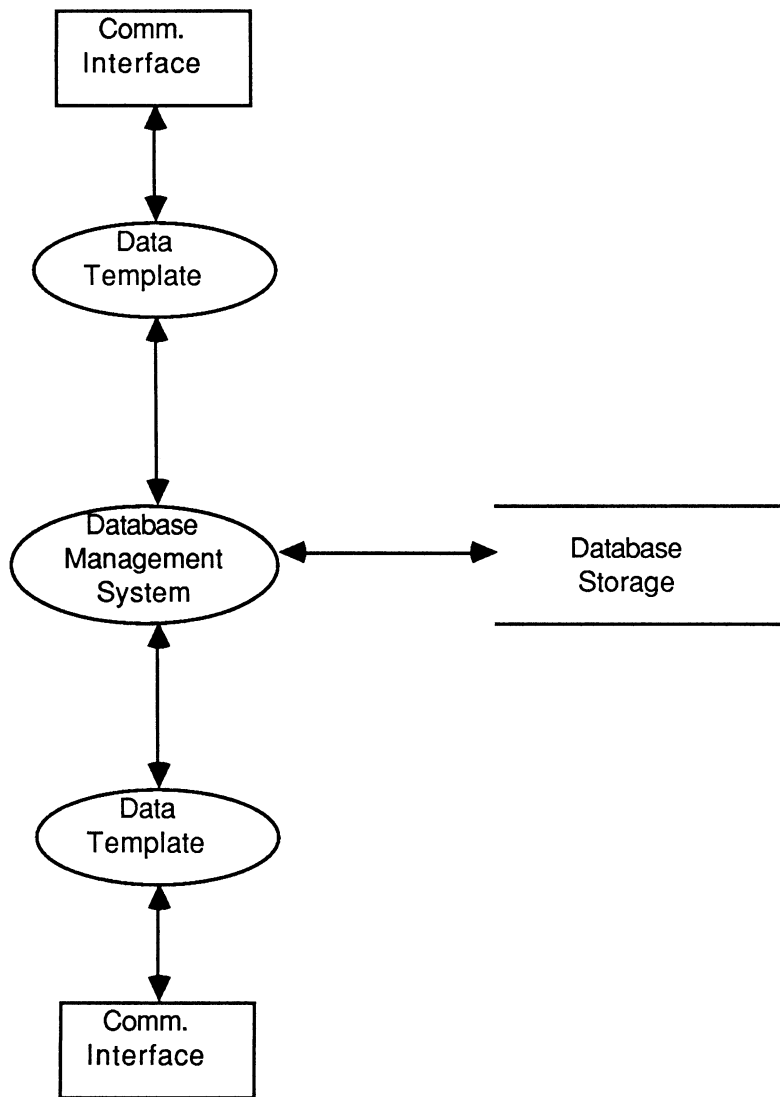 Comm.
Interface
Data
Template
Database
Management
System
Database
Storage
Data
Template
Comm.
Interface